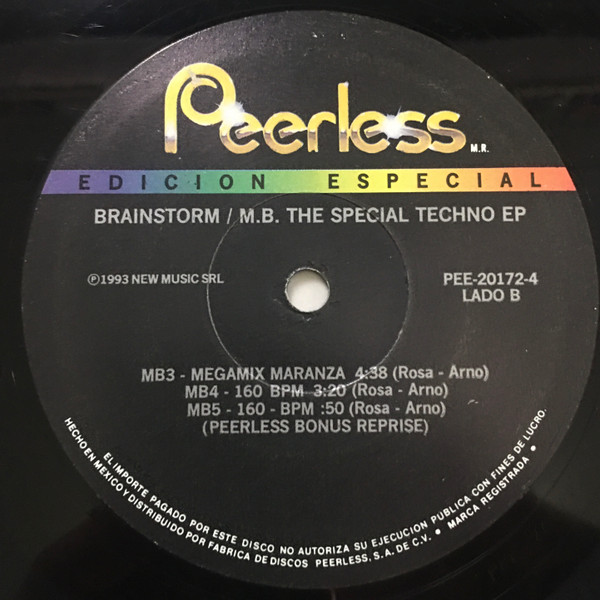 Peerless
M.R.
EDICION ESPECIAL
BRAINSTORM / M.B. THE SPECIAL TECHNO EP
℗1993 NEW MUSIC SRL
PEE-20172-4
LADO B
MB3 - MEGAMIX MARANZA 4:38 (Rosa - Arno)
MB4 - 160 BPM 3:20 (Rosa - Arno)
MB5 - 160 - BPM :50 (Rosa - Arno)
(PEERLESS BONUS REPRISE)
EL IMPORTE PAGADO POR ESTE DISCO NO AUTORIZA SU EJECUCION PUBLICA CON FINES DE LUCRO.
HECHO EN MEXICO Y DISTRIBUIDO POR FABRICA DE DISCOS PEERLESS, S.A. DE C.V. • MARCA REGISTRADA •